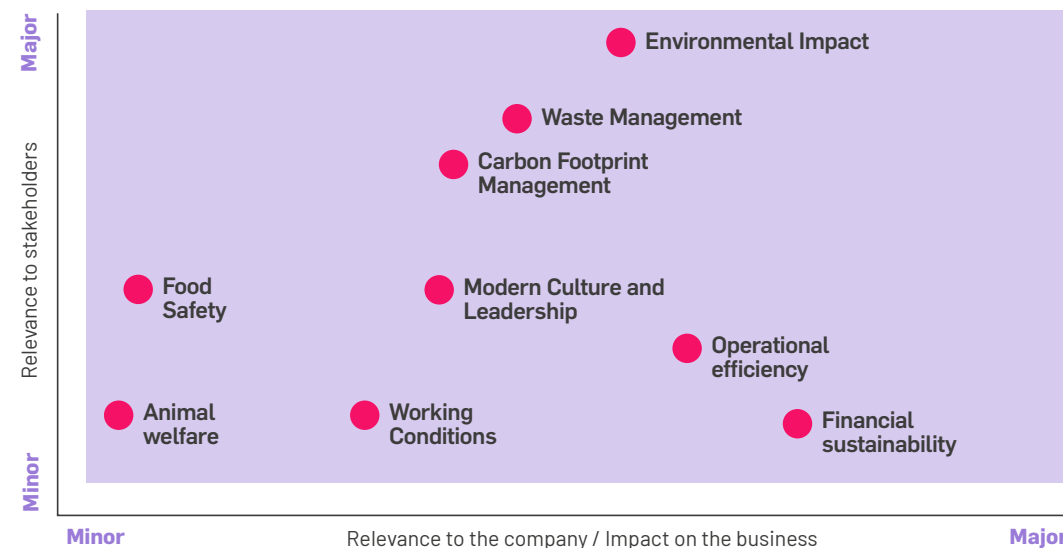 Major
Relevance to stakeholders
Minor
Environmental Impact
Waste Management
Carbon Footprint
Management
Food
Safety
Modern Culture and
Leadership
Operational
efficiency
Animal
welfare
Working
Conditions
Financial
sustainability
Minor
Relevance to the company / Impact on the business
Major